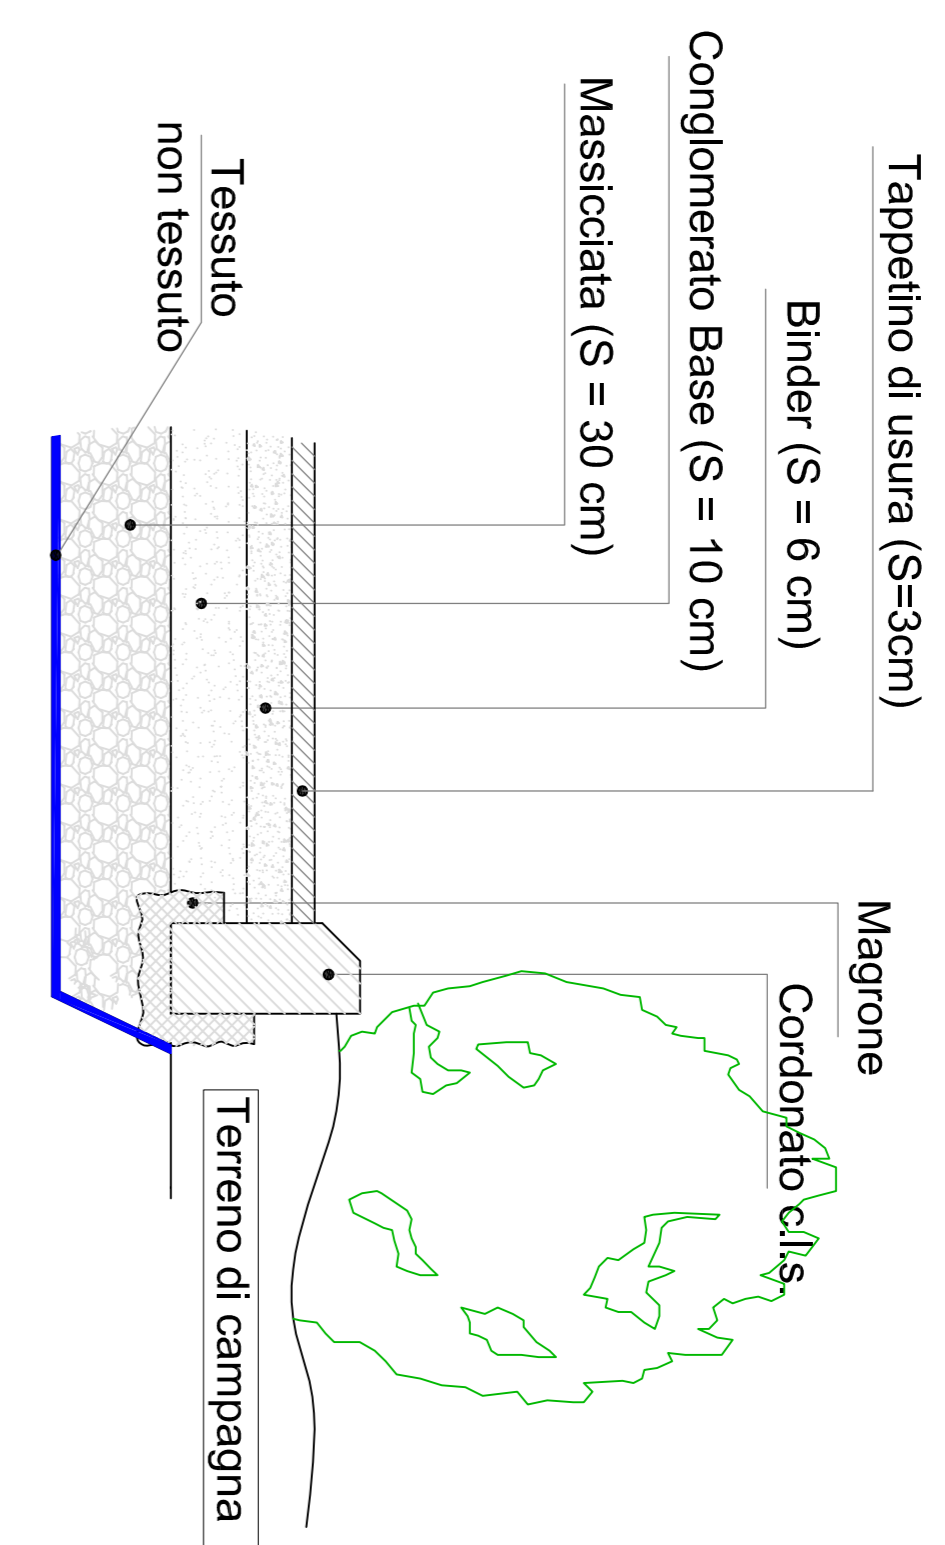 Tappetino di usura (S=3cm)
Binder (S = 6 cm)
Conglomerato Base (S = 10 cm)
Massicciata (S = 30 cm)
Tessuto
non tessuto
Magrone
Cordonato c.l.s.
Terreno di campagna